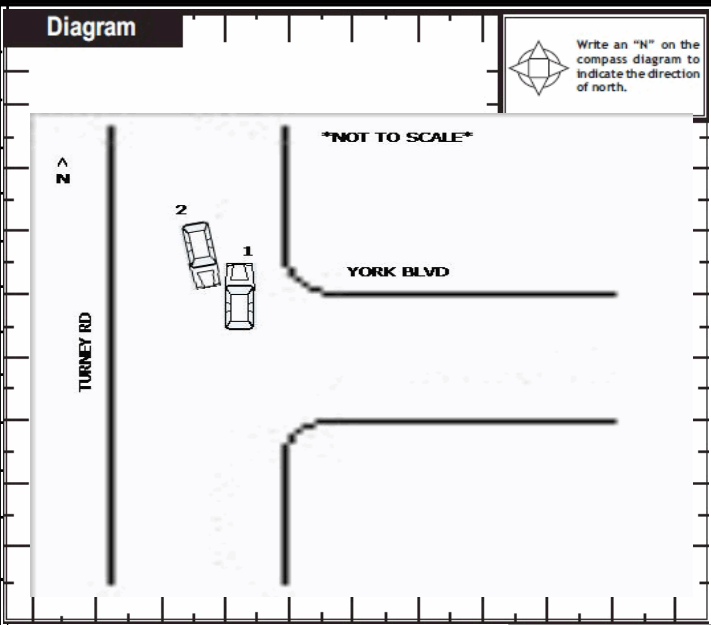 Diagram
Write an “N” on the
compass diagram to
indicate the direction
of north.
*NOT TO SCALE*
^
N
2
1
YORK BLVD
TURNEY RD